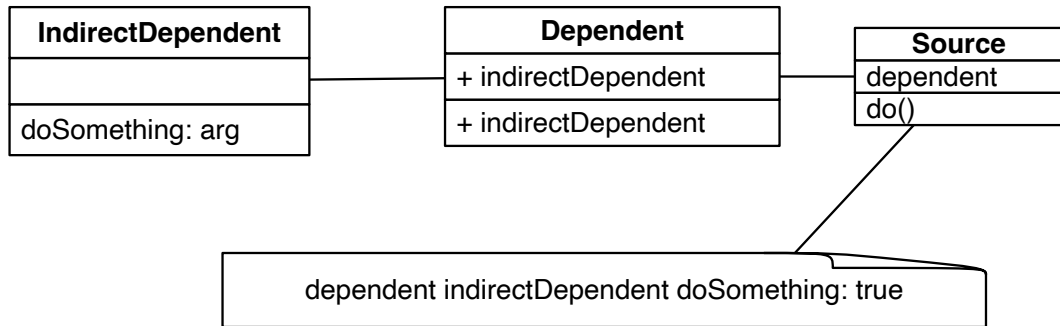 IndirectDependent
doSomething: arg
Dependent
+ indirectDependent
+ indirectDependent
Source
dependent
do()
dependent indirectDependent doSomething: true